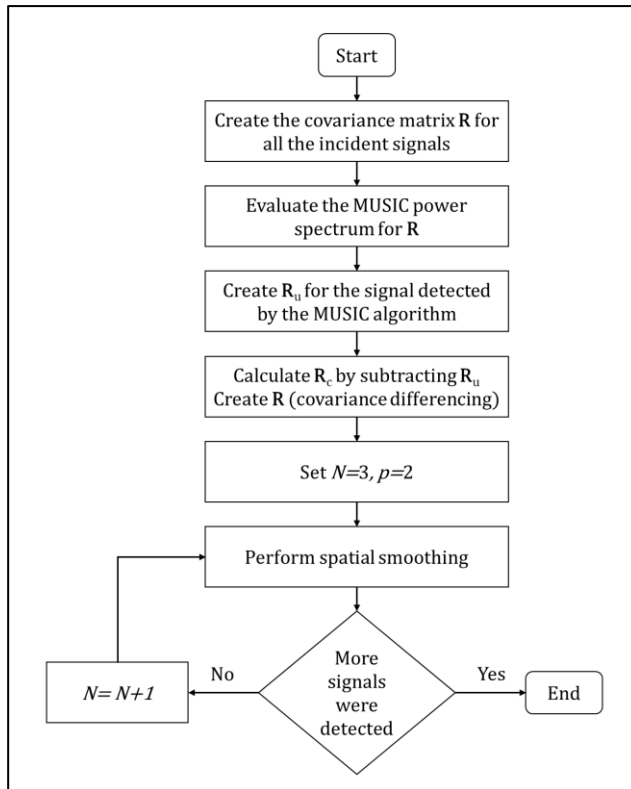 Start
Create the covariance matrix R for
all the incident signals
Evaluate the MUSIC power
spectrum for R
Create Rᵤ for the signal detected
by the MUSIC algorithm
Calculate R_c by subtracting Rᵤ
Create R (covariance differencing)
Set N=3, p=2
Perform spatial smoothing
More
signals
were
detected
No
N= N+1
Yes
End